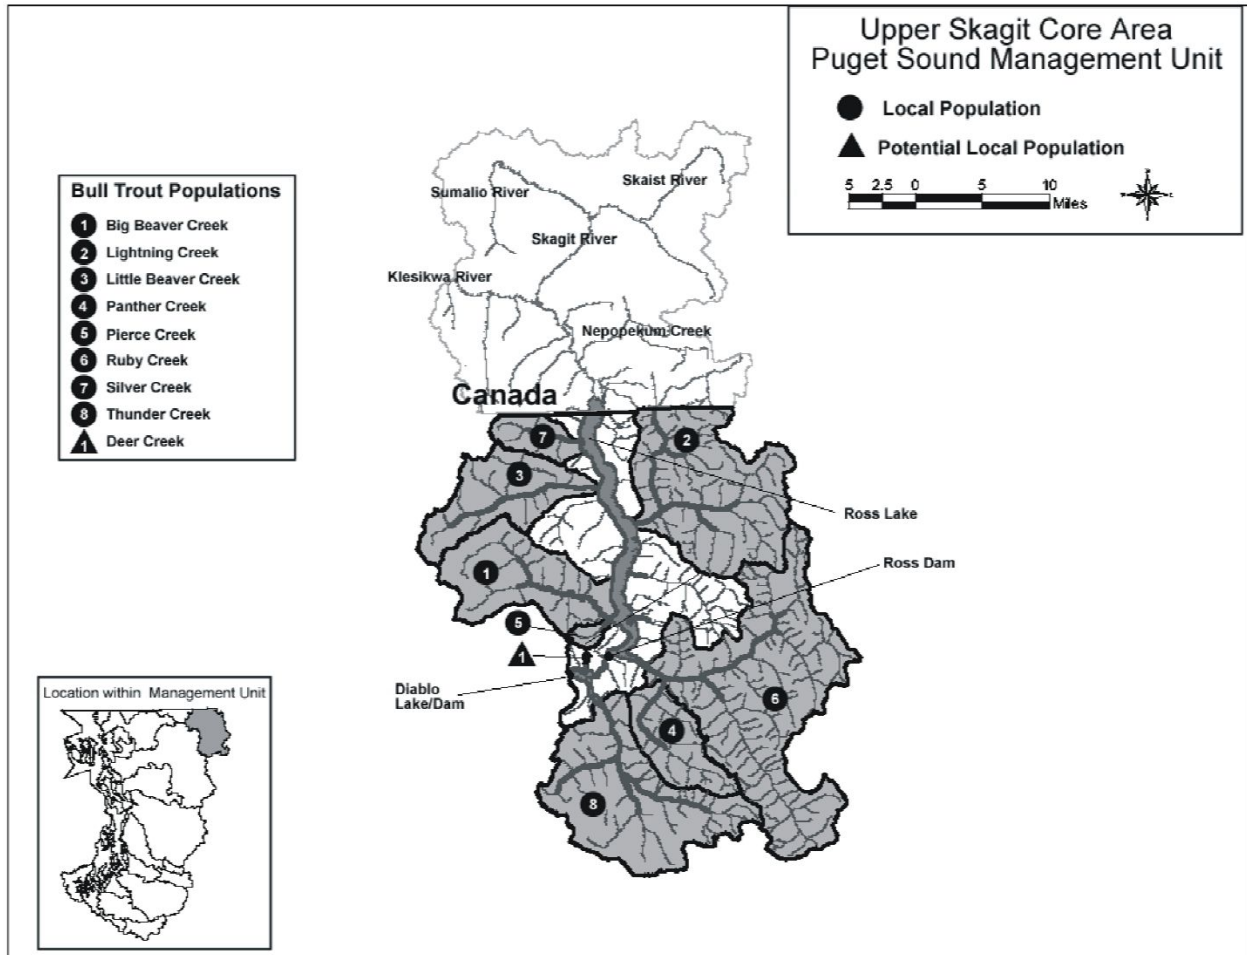 Upper Skagit Core Area
Puget Sound Management Unit
Local Population
Potential Local Population
5 2.5 0 5 10
Miles
Bull Trout Populations
1 Big Beaver Creek
2 Lightning Creek
3 Little Beaver Creek
4 Panther Creek
5 Pierce Creek
6 Ruby Creek
7 Silver Creek
8 Thunder Creek
1 Deer Creek
Sumalio River
Skaist River
Skagit River
Klesikwa River
Nepopekum Creek
Canada
7
2
3
Ross Lake
Ross Dam
1
5
1
Diablo
Lake/Dam
6
4
8
Location within Management Unit